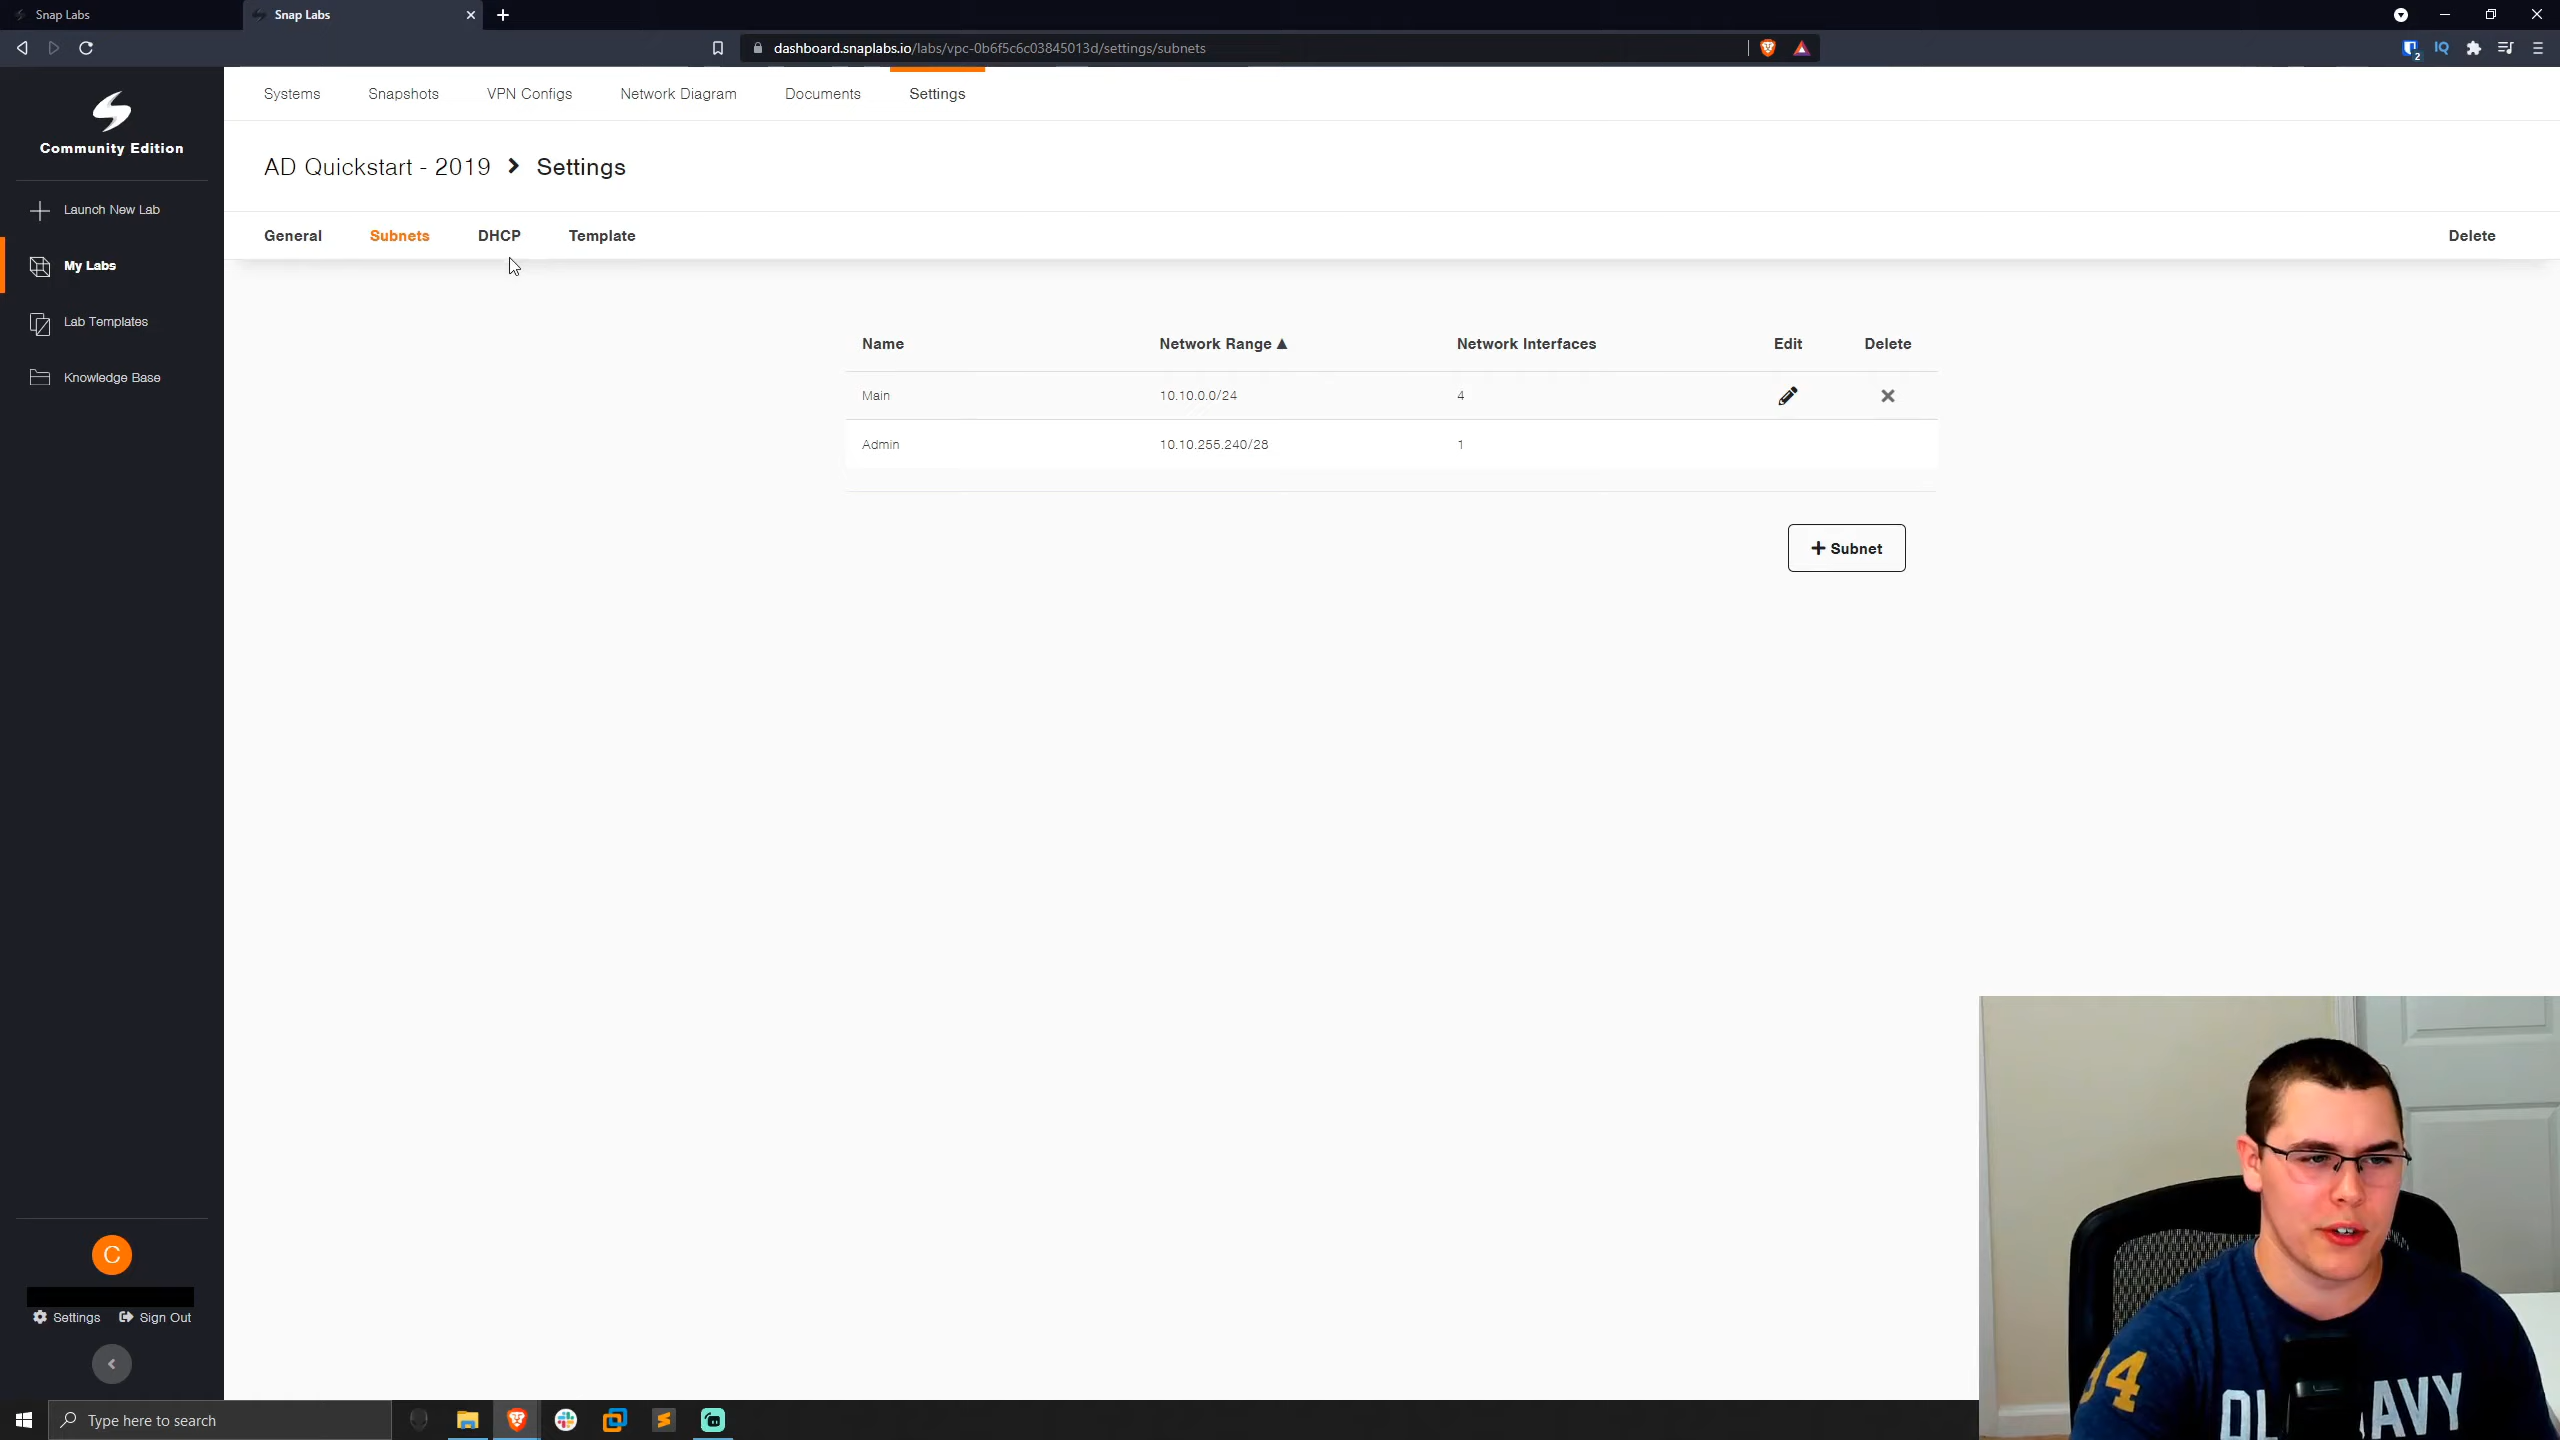 Snap Labs
Snap Labs
dashboard.snaplabs.io/labs/vpc-0b6f5c6c03845013d/settings/subnets
2
IQ
Community Edition
Launch New Lab
My Labs
Lab Templates
Knowledge Base
C
Settings
Sign Out
Systems
Snapshots
VPN Configs
Network Diagram
Documents
Settings
AD Quickstart - 2019 > Settings
General
Subnets
DHCP
Template
Delete
Name Network Range ▲ Network Interfaces Edit Delete
Main 10.10.0.0/24 4
Admin 10.10.255.240/28 1
+ Subnet
Type here to search